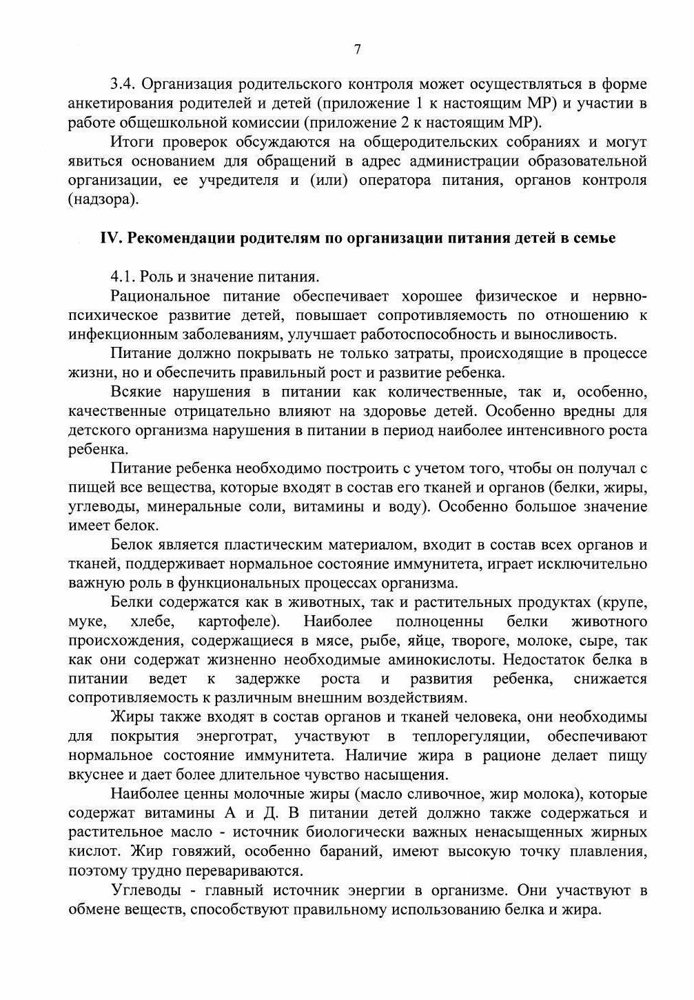 7
3.4. Организация родительского контроля может осуществляться в форме
анкетирования родителей и детей (приложение 1 к настоящим МР) и участии в
работе общешкольной комиссии (приложение 2 к настоящим МР).
Итоги проверок обсуждаются на общеродительских собраниях и могут
явиться основанием для обращений в адрес администрации образовательной
организации, ее учредителя и (или) оператора питания, органов контроля
(надзора).
IV. Рекомендации родителям по организации питания детей в семье
4.1. Роль и значение питания.
Рациональное питание обеспечивает хорошее физическое и нервно-
психическое развитие детей, повышает сопротивляемость по отношению к
инфекционным заболеваниям, улучшает работоспособность и выносливость.
Питание должно покрывать не только затраты, происходящие в процессе
жизни, но и обеспечить правильный рост и развитие ребенка.
Всякие нарушения в питании как количественные, так и, особенно,
качественные отрицательно влияют на здоровье детей. Особенно вредны для
детского организма нарушения в питании в период наиболее интенсивного роста
ребенка.
Питание ребенка необходимо построить с учетом того, чтобы он получал с
пищей все вещества, которые входят в состав его тканей и органов (белки, жиры,
углеводы, минеральные соли, витамины и воду). Особенно большое значение
имеет белок.
Белок является пластическим материалом, входит в состав всех органов и
тканей, поддерживает нормальное состояние иммунитета, играет исключительно
важную роль в функциональных процессах организма.
Белки содержатся как в животных, так и растительных продуктах (крупе,
муке, хлебе, картофеле). Наиболее полноценны белки животного
происхождения, содержащиеся в мясе, рыбе, яйце, твороге, молоке, сыре, так
как они содержат жизненно необходимые аминокислоты. Недостаток белка в
питании ведет к задержке роста и развития ребенка, снижается
сопротивляемость к различным внешним воздействиям.
Жиры также входят в состав органов и тканей человека, они необходимы
для покрытия энерготрат, участвуют в теплорегуляции, обеспечивают
нормальное состояние иммунитета. Наличие жира в рационе делает пищу
вкуснее и дает более длительное чувство насыщения.
Наиболее ценны молочные жиры (масло сливочное, жир молока), которые
содержат витамины А и Д. В питании детей должно также содержаться и
растительное масло - источник биологически важных ненасыщенных жирных
кислот. Жир говяжий, особенно бараний, имеют высокую точку плавления,
поэтому трудно перевариваются.
Углеводы - главный источник энергии в организме. Они участвуют в
обмене веществ, способствуют правильному использованию белка и жира.